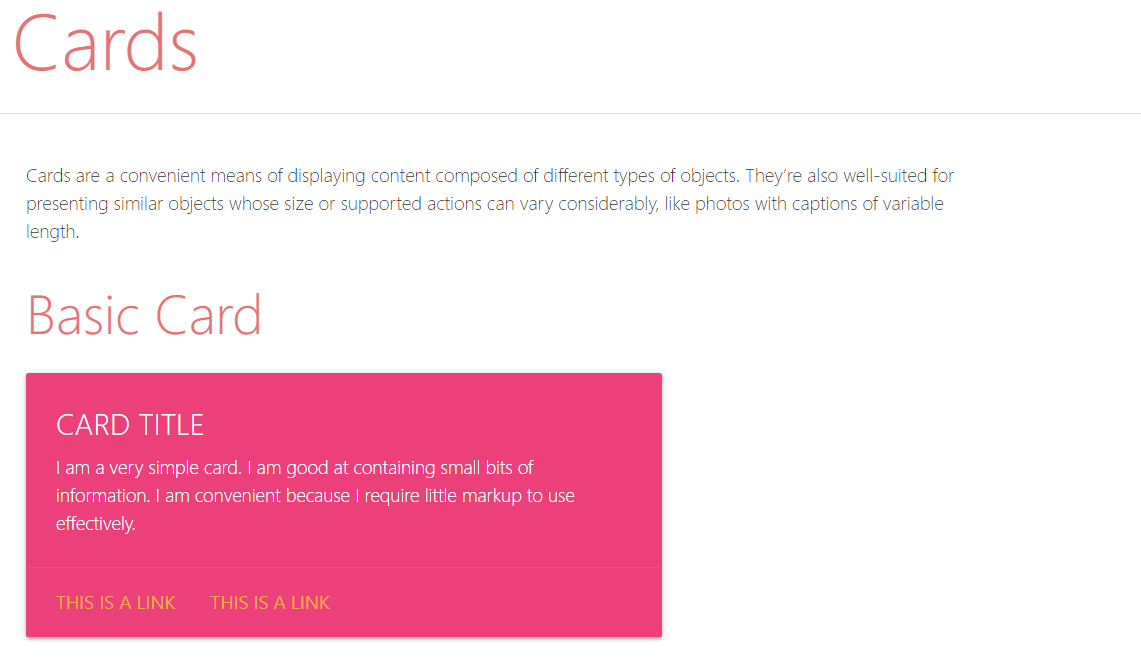 Cards
Cards are a convenient means of displaying content composed of different types of objects. They’re also well-suited for
presenting similar objects whose size or supported actions can vary considerably, like photos with captions of variable
length.
Basic Card
CARD TITLE
I am a very simple card. I am good at containing small bits of
information. I am convenient because I require little markup to use
effectively.
THIS IS A LINK THIS IS A LINK